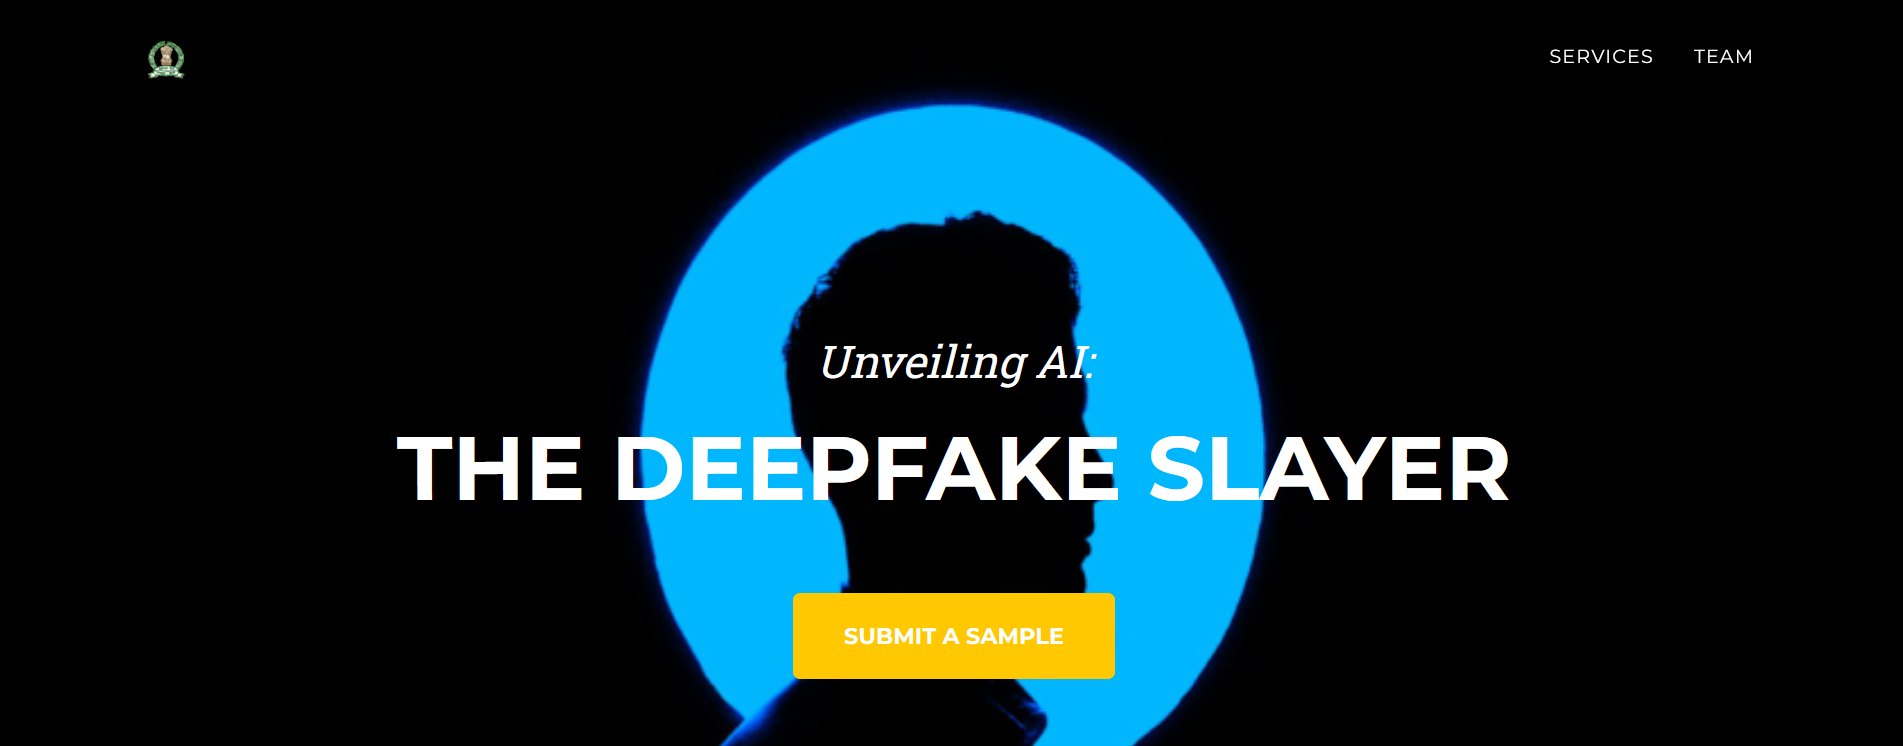 SERVICES TEAM
Unveiling AI:
THE DEEPFAKE SLAYER
SUBMIT A SAMPLE